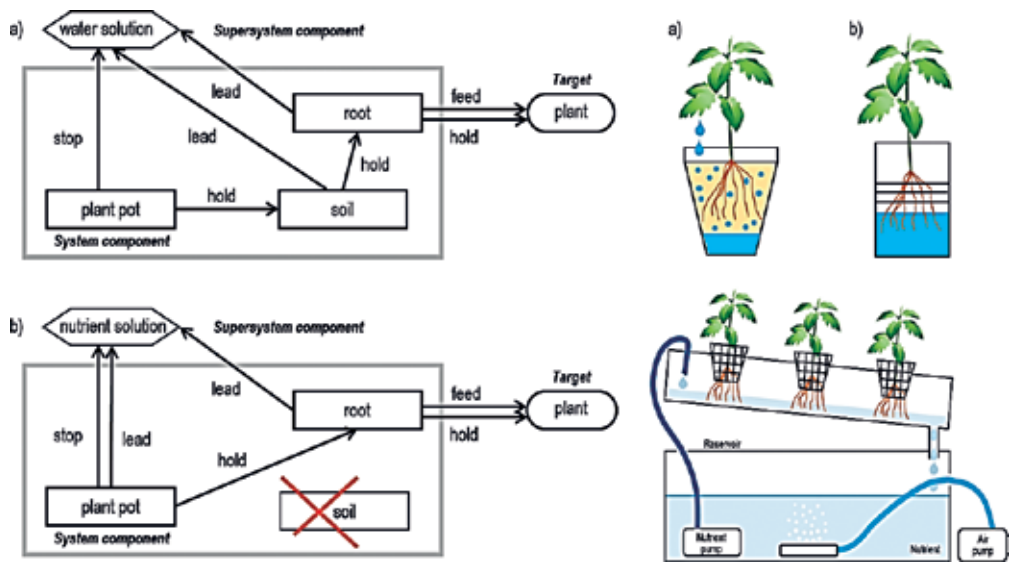 a)
water solution
Supersystem component
lead
root
feed
hold
Target
plant
stop
lead
hold
plant pot
hold
soil
System component
b)
nutrient solution
Supersystem component
lead
root
feed
hold
Target
plant
stop
lead
hold
plant pot
soil
System component
a)
b)
Reservoir
Nutrient
pump
Nutrient
Air
pump